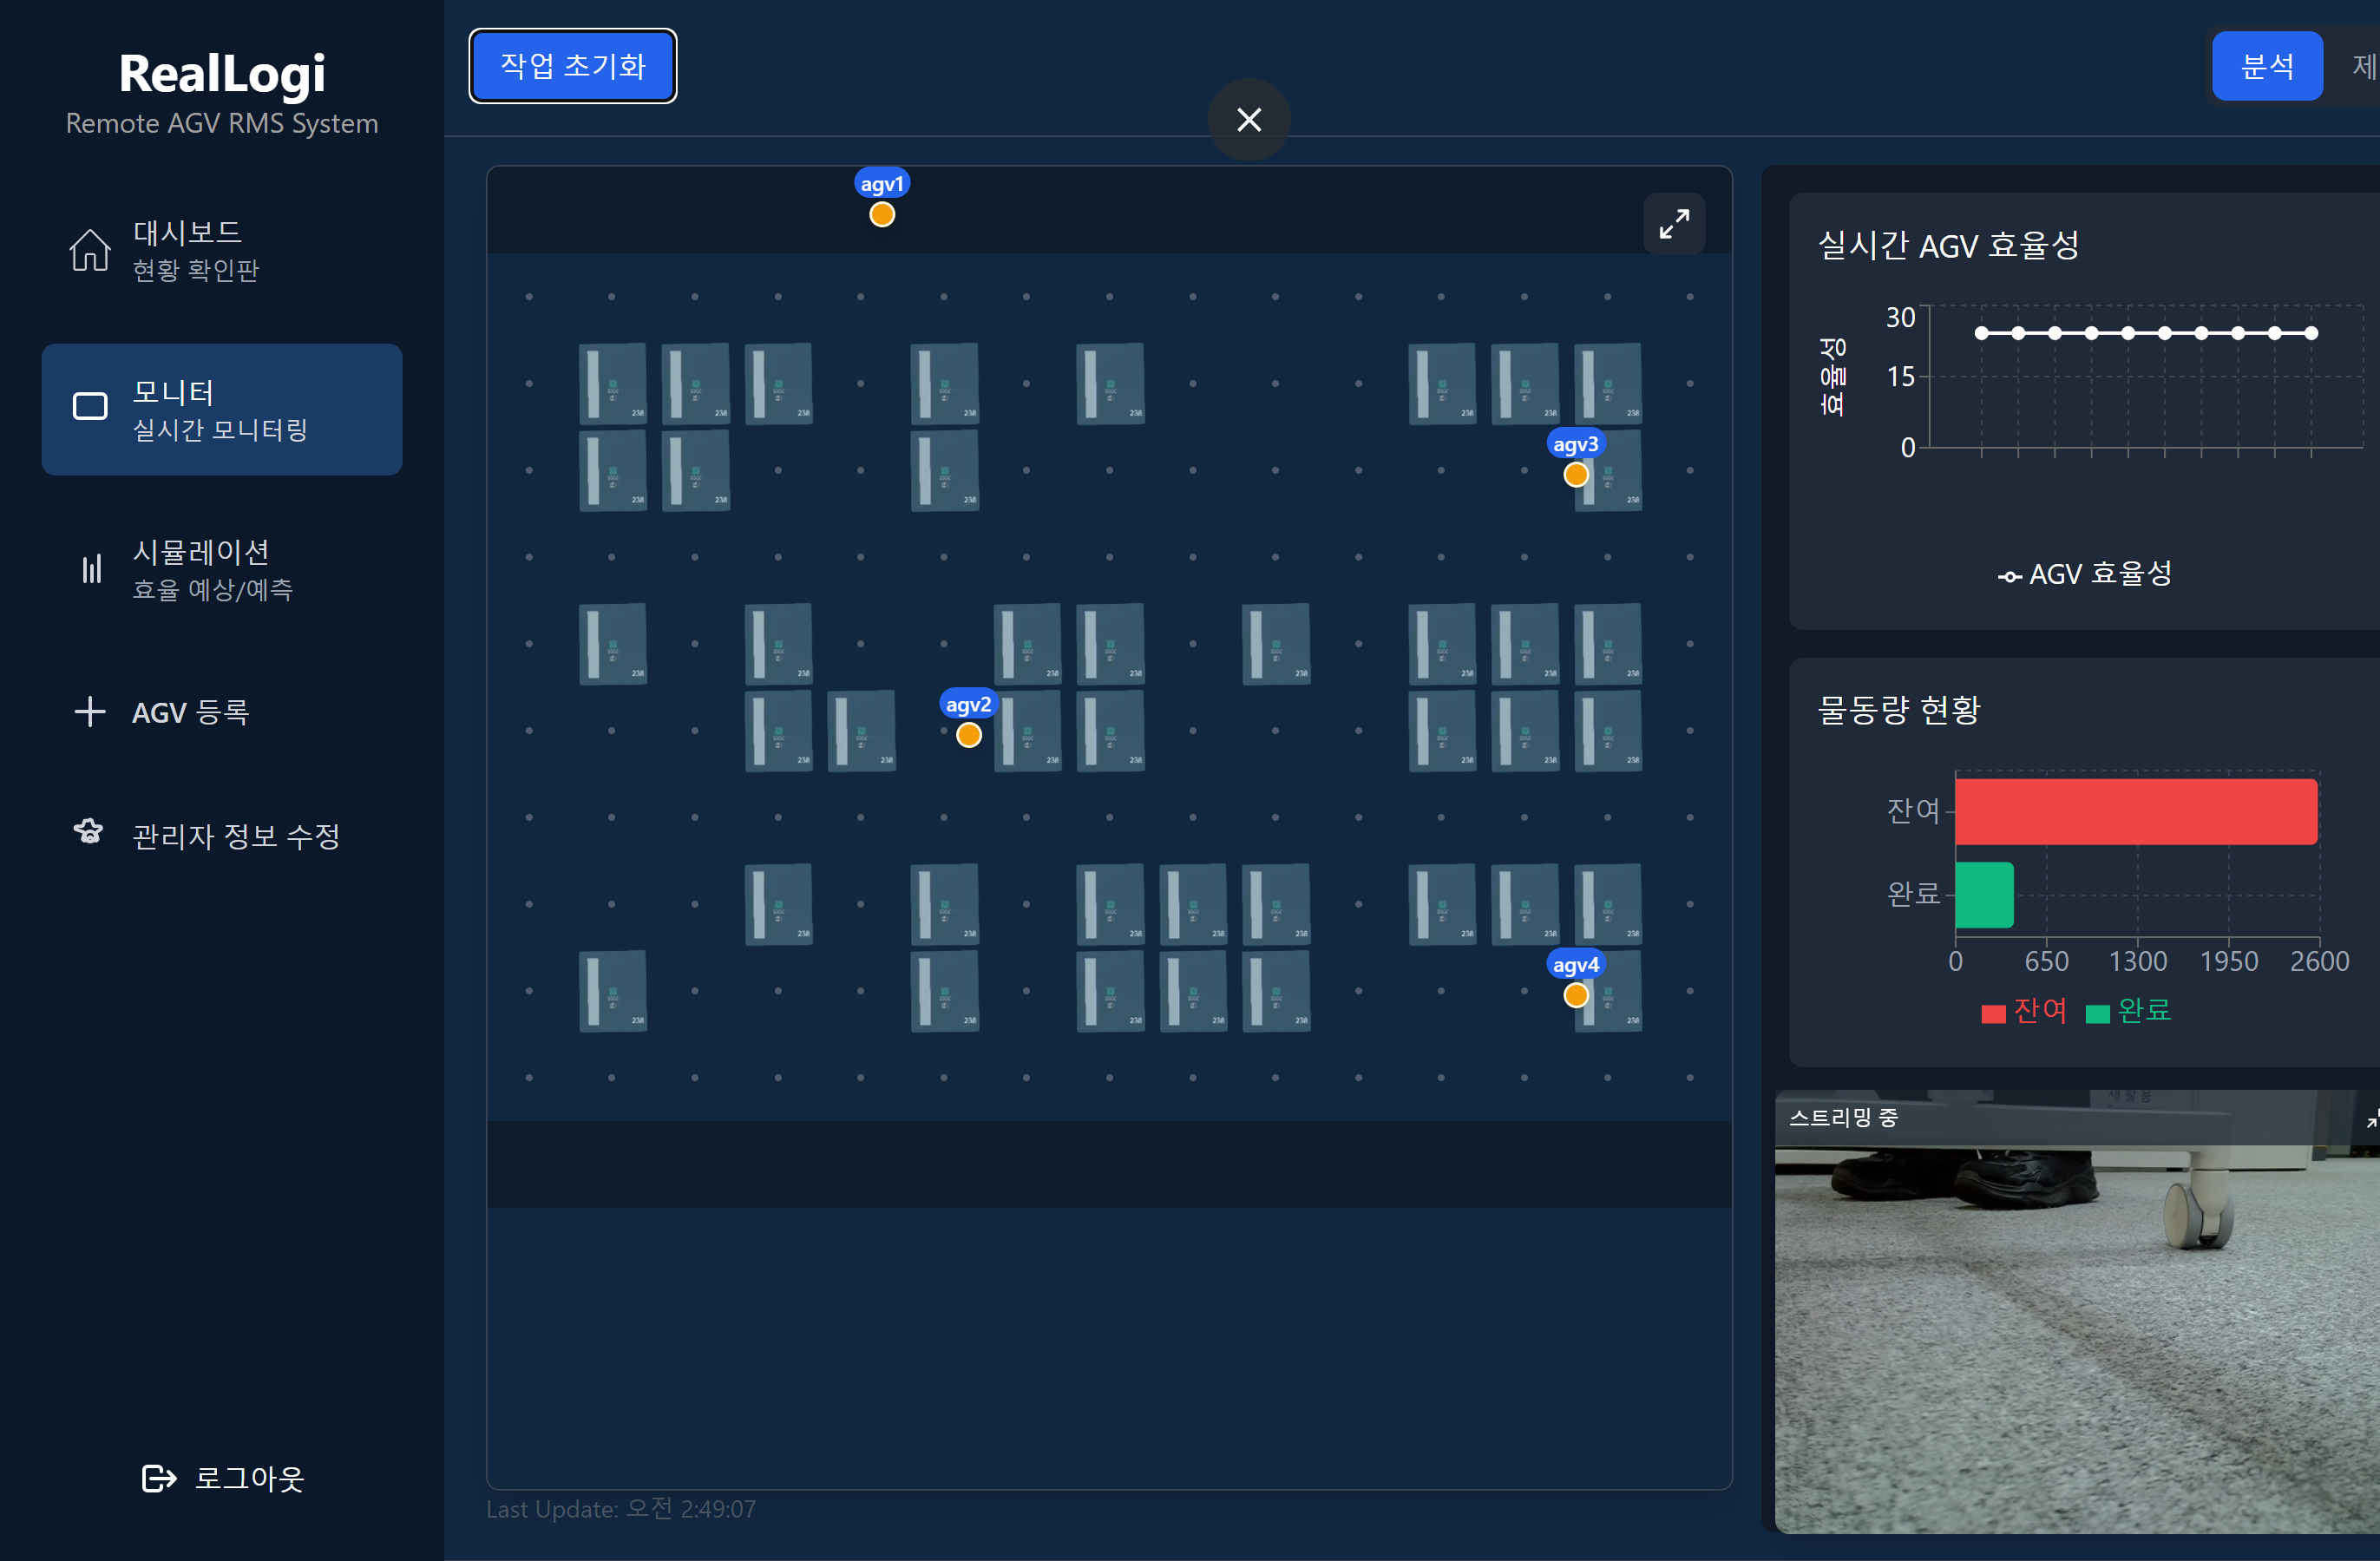 RealLogi
Remote AGV RMS System
대시보드
현황 확인판
모니터
실시간 모니터링
시뮬레이션
효율 예상/예측
AGV 등록
관리자 정보 수정
로그아웃
작업 초기화
분석
제
agv1
agv3
agv2
agv4
Last Update: 오전 2:49:07
실시간 AGV 효율성
효율성
30
15
0
AGV 효율성
물동량 현황
잔여
완료
0 650 1300 1950 2600
잔여 완료
스트리밍 중